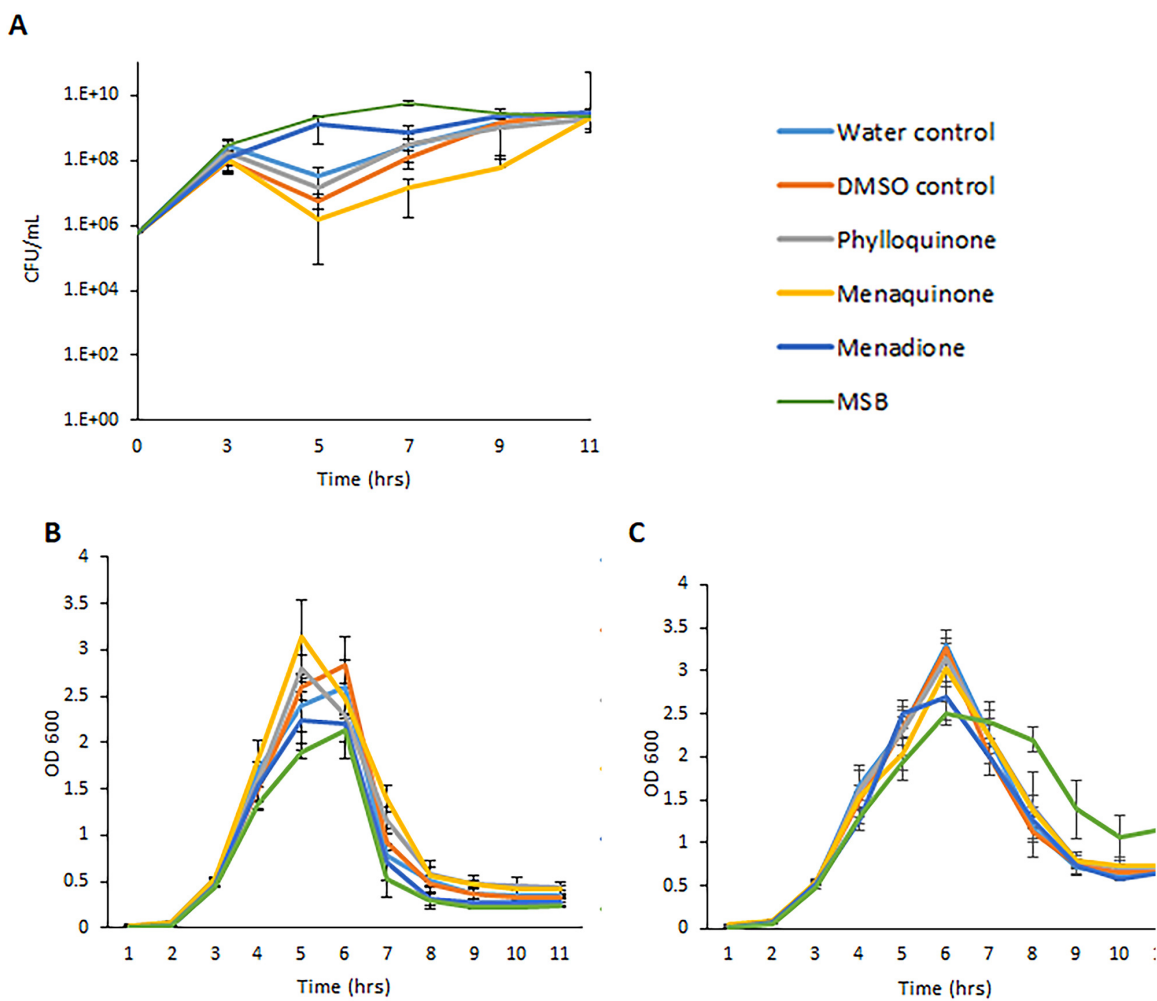 A
1.E+10
1.E+08
1.E+06
1.E+04
1.E+02
1.E+00
CFU/mL
0 3 5 7 9 11
Time (hrs)
Water control
DMSO control
Phylloquinone
Menaquinone
Menadione
MSB
B
4
3.5
3
2.5
2
1.5
1
0.5
0
OD 600
1 2 3 4 5 6 7 8 9 10 11
Time (hrs)
C
4
3.5
3
2.5
2
1.5
1
0.5
0
OD 600
1 2 3 4 5 6 7 8 9 10
Time (hrs)